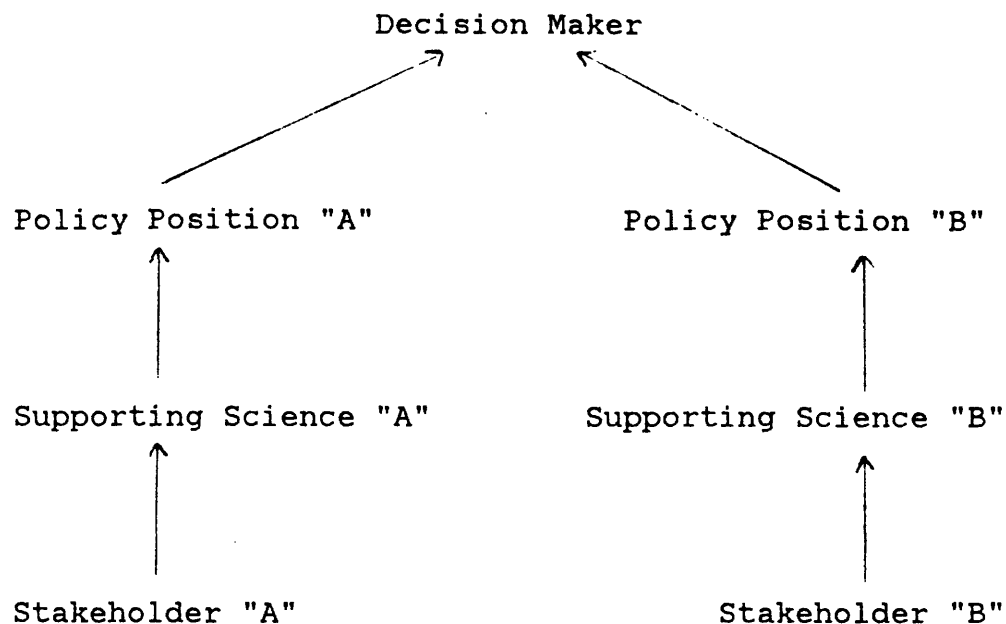 Decision Maker
Policy Position "A"
Policy Position "B"
Supporting Science "A"
Supporting Science "B"
Stakeholder "A"
Stakeholder "B"